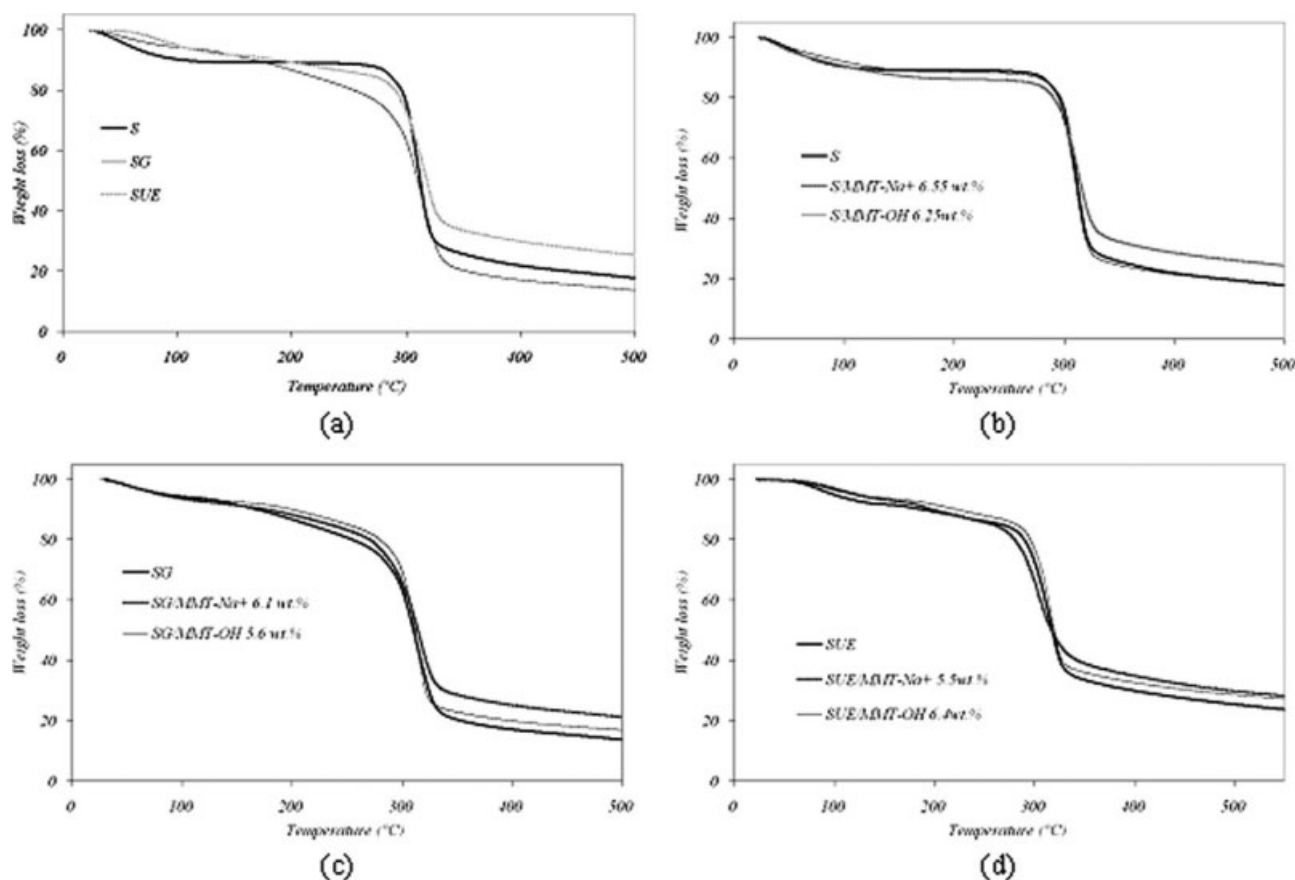 100
80
60
40
20
0
Wieght loss (%)
S
SG
SUE
0 100 200 300 400 500
Temperature (°C)
(a)
100
80
60
40
20
0
Weight loss (%)
S
S/MMT-Na+ 6.55 wt.%
S/MMT-OH 6.25wt.%
0 100 200 300 400 500
Temperature (°C)
(b)
100
80
60
40
20
0
Weight loss (%)
SG
SG/MMT-Na+ 6.1 wt.%
SG/MMT-OH 5.6 wt.%
0 100 200 300 400 500
Temperature (°C)
(c)
100
80
60
40
20
0
Weight loss (%)
SUE
SUE/MMT-Na+ 5.5wt.%
SUE/MMT-OH 6.4wt.%
0 100 200 300 400 500
Temperature (°C)
(d)